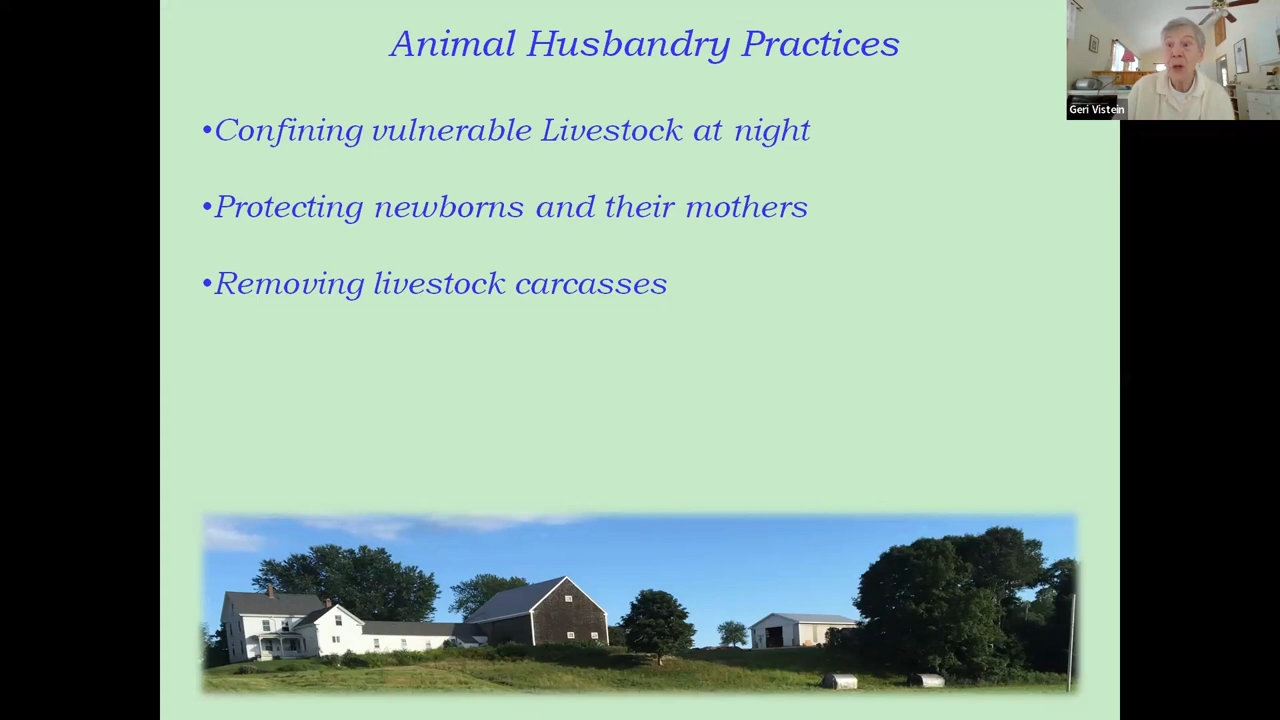 Animal Husbandry Practices
Geri Vistein
•Confining vulnerable Livestock at night
•Protecting newborns and their mothers
•Removing livestock carcasses